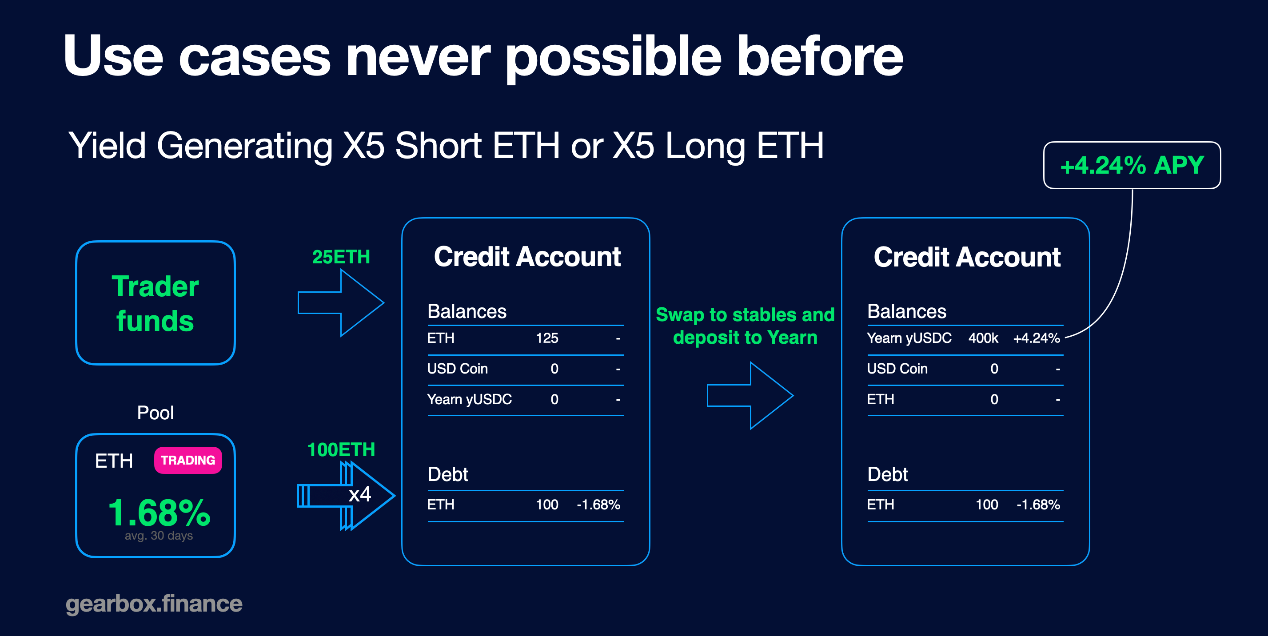 Use cases never possible before
Yield Generating X5 Short ETH or X5 Long ETH
+4.24% APY
Trader
funds
25ETH
Pool
ETH TRADING
1.68%
avg. 30 days
100ETH
x4
Credit Account
Balances
ETH 125 -
USD Coin 0 -
Yearn yUSDC 0 -
Debt
ETH 100 -1.68%
Swap to stables and
deposit to Yearn
Credit Account
Balances
Yearn yUSDC 400k +4.24%
USD Coin 0 -
ETH 0 -
Debt
ETH 100 -1.68%
gearbox.finance